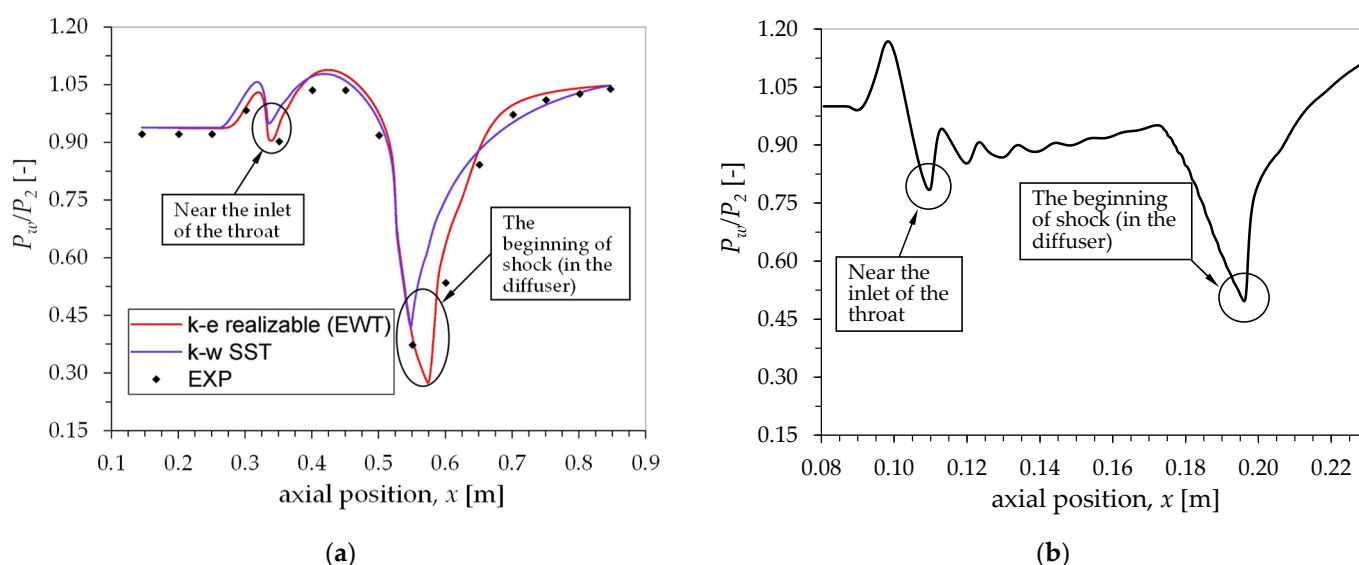 1.20
1.05
0.90
0.75
0.60
0.45
0.30
0.15
P_w/P_2 [-]
Near the inlet
of the throat
The
beginning of
shock (in the
diffuser)
k-e realizable (EWT)
k-w SST
EXP
0.1 0.2 0.3 0.4 0.5 0.6 0.7 0.8 0.9
axial position, x [m]
(a)
1.20
1.05
0.90
0.75
0.60
0.45
0.30
0.15
P_w/P_2 [-]
Near the
inlet of the
throat
The beginning
of shock (in the
diffuser)
0.08 0.10 0.12 0.14 0.16 0.18 0.20 0.22
axial position, x [m]
(b)